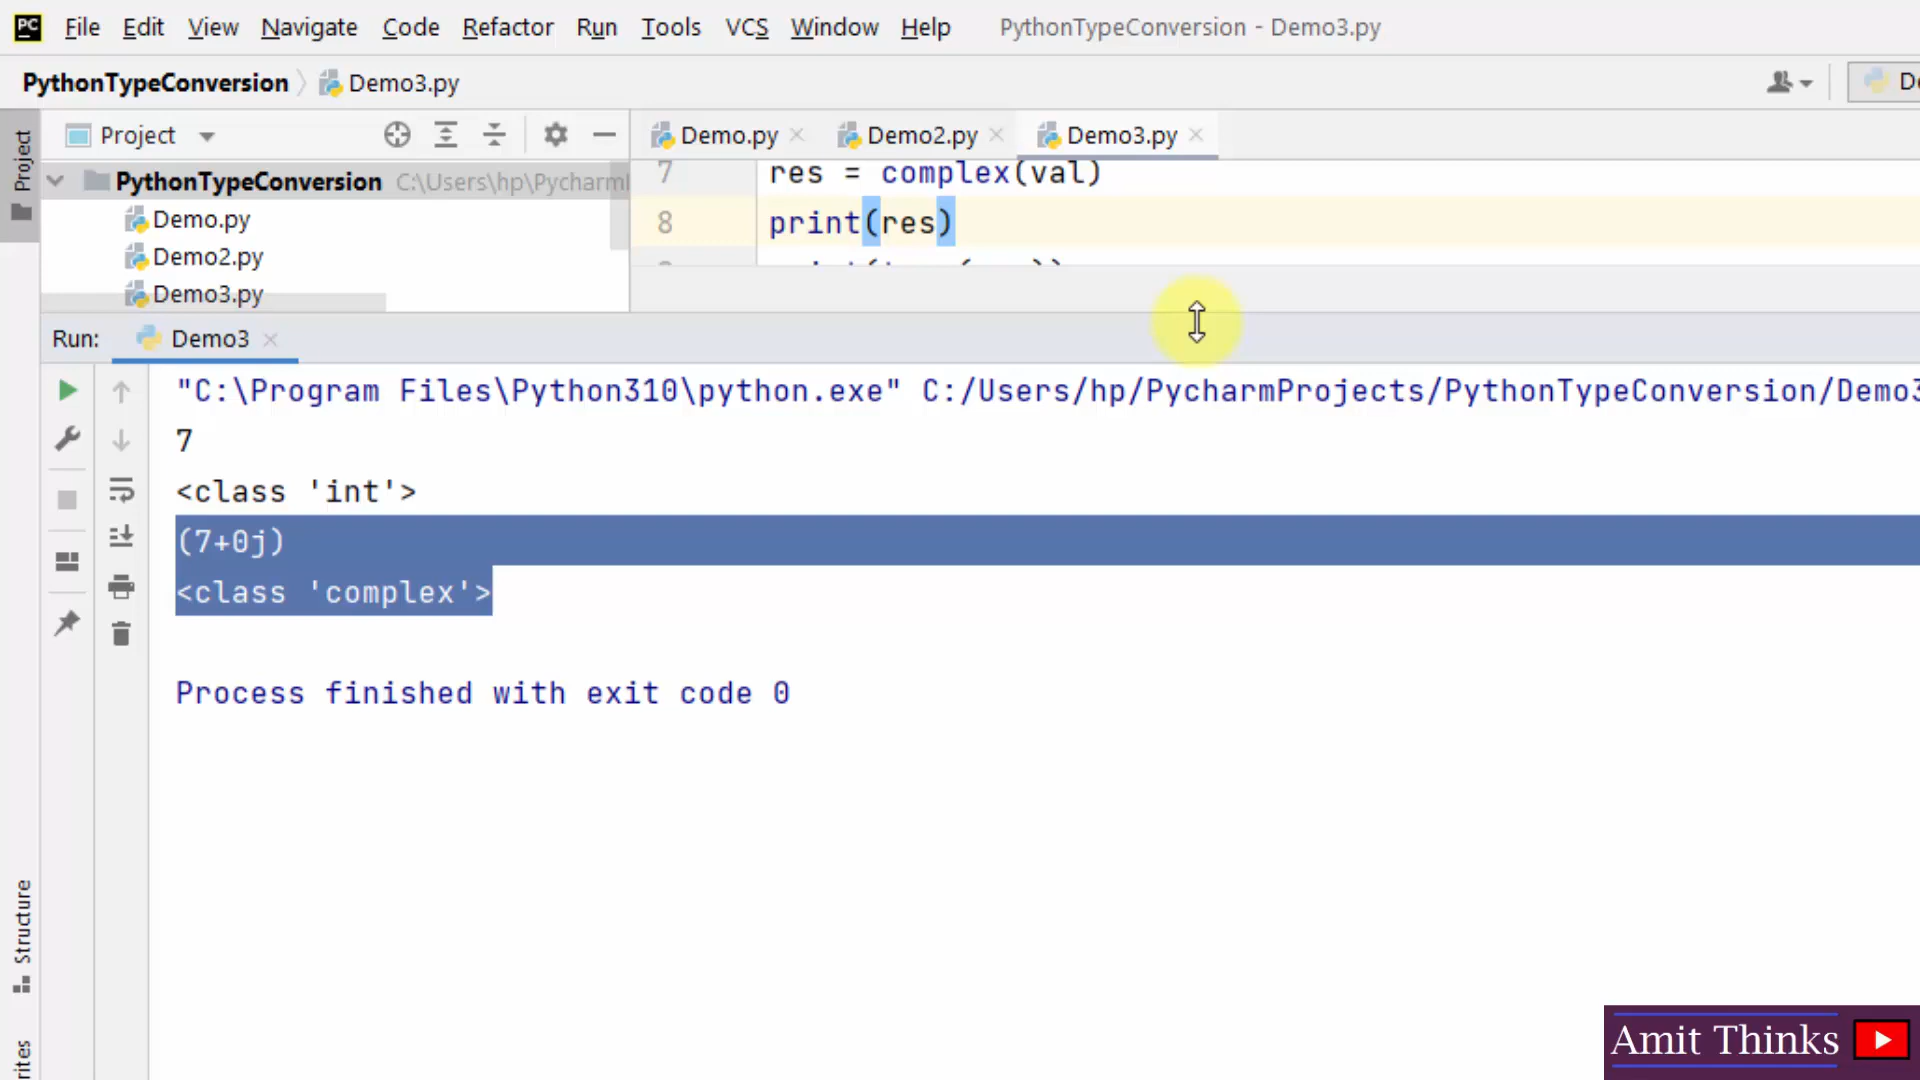 PC File Edit View Navigate Code Refactor Run Tools VCS Window Help PythonTypeConversion - Demo3.py
PythonTypeConversion Demo3.py
Project
Project Demo.py Demo2.py Demo3.py
PythonTypeConversion C:\Users\hp\Pycharm
7 res = complex(val)
Demo.py
8 print(res)
Demo2.py
Demo3.py
Run: Demo3
"C:\Program Files\Python310\python.exe" C:/Users/hp/PycharmProjects/PythonTypeConversion/Demo3
7
<class 'int'>
(7+0j)
<class 'complex'>
Process finished with exit code 0
Structure
Amit Thinks